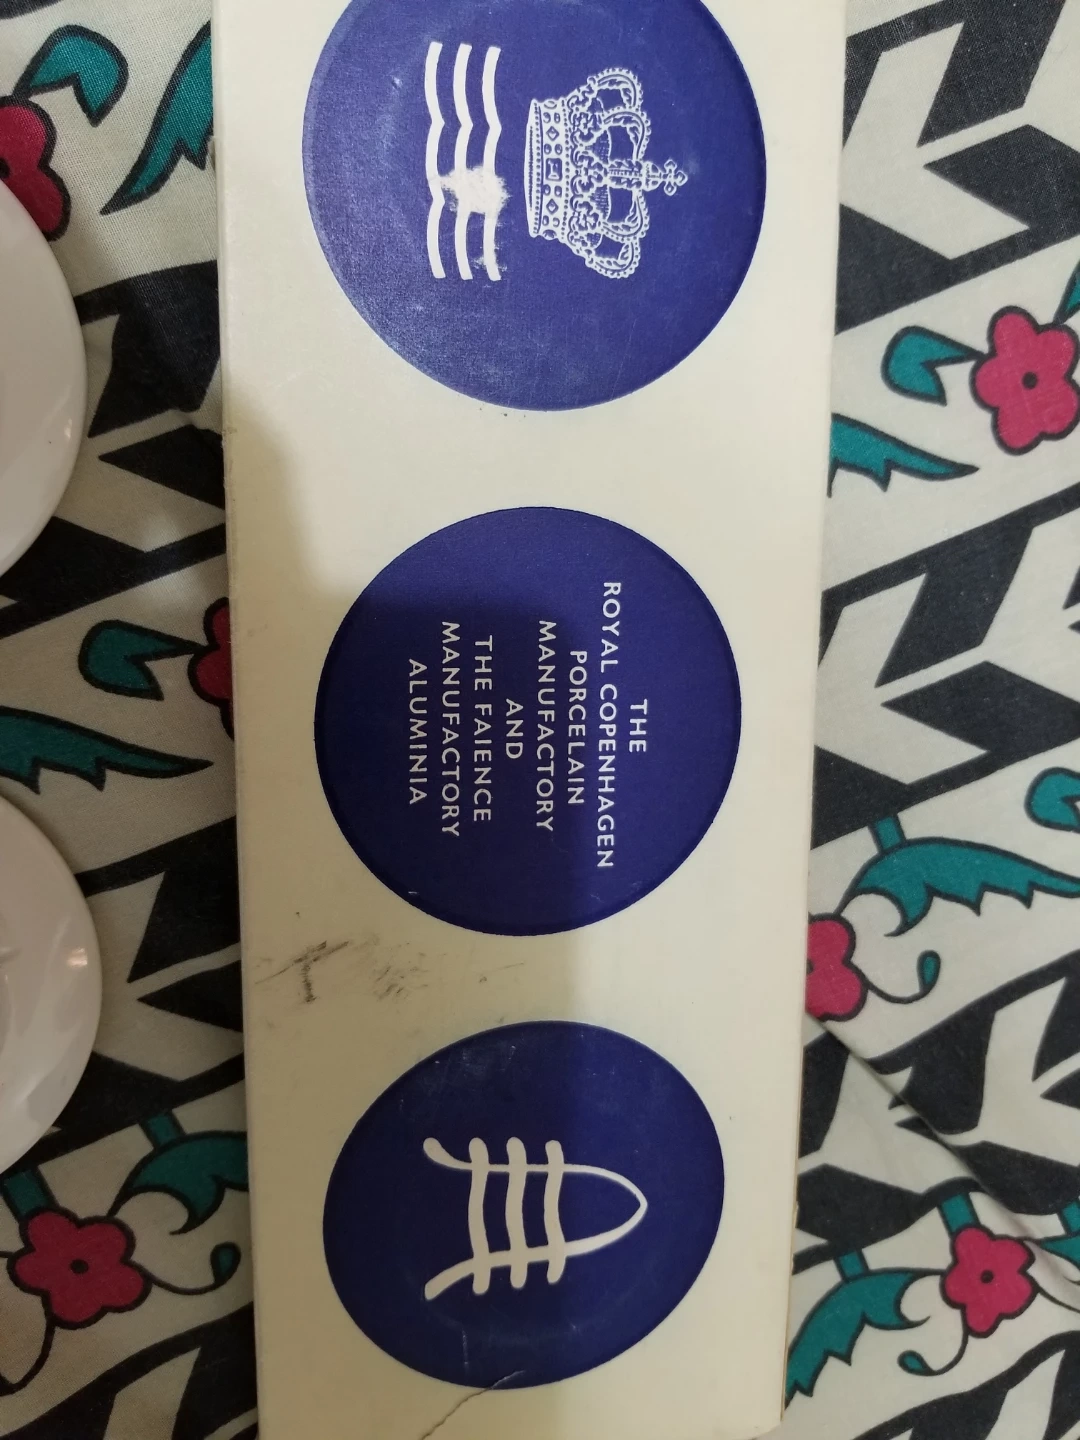 THE
ROYAL COPENHAGEN
PORCELAIN
MANUFACTORY
AND
THE FAIENCE
MANUFACTORY
ALUMINIA